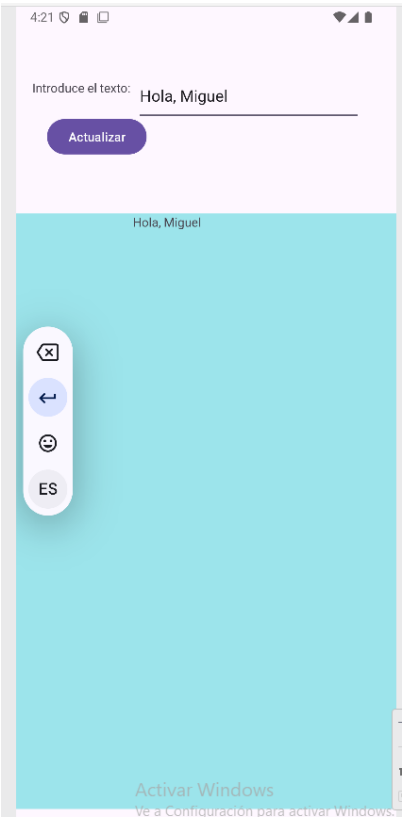 4:21
Introduce el texto: Hola, Miguel
Actualizar
Hola, Miguel
ES
Activar Windows
Ve a Configuración para activar Windows.